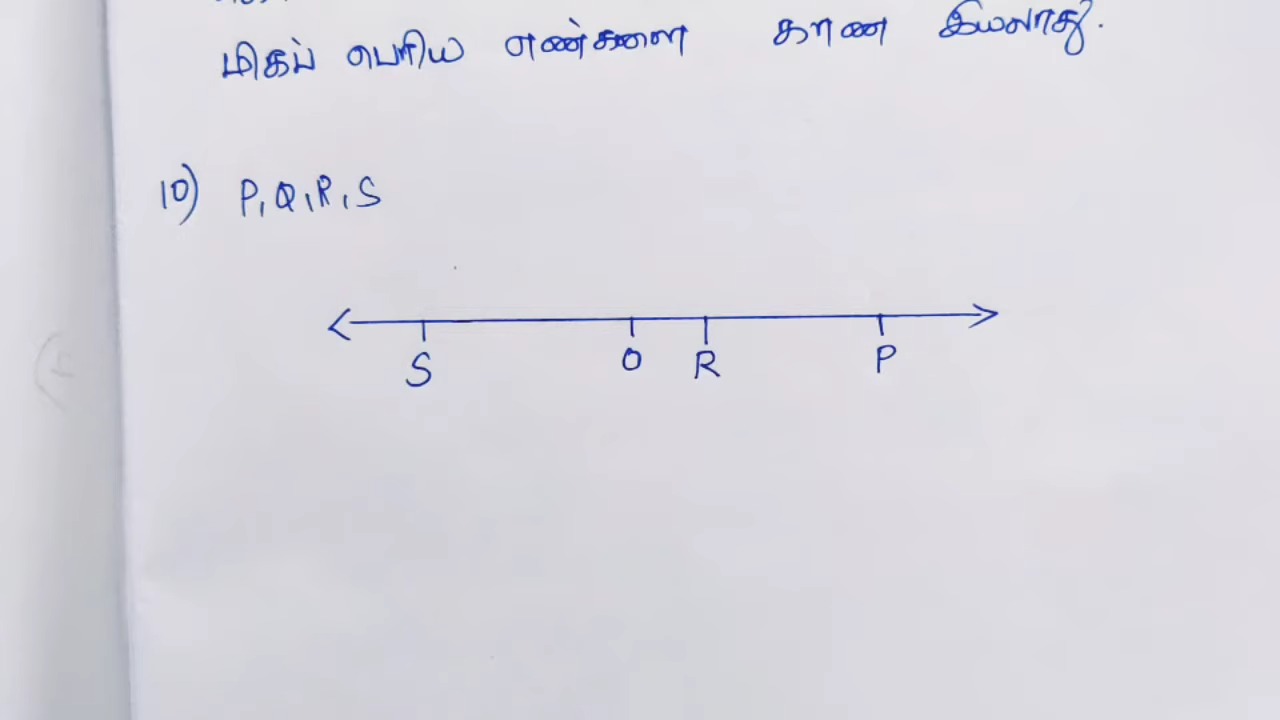 மிகப் பெரிய எண்களை காண இயலாது.
10) P, Q, R, S
S O R P